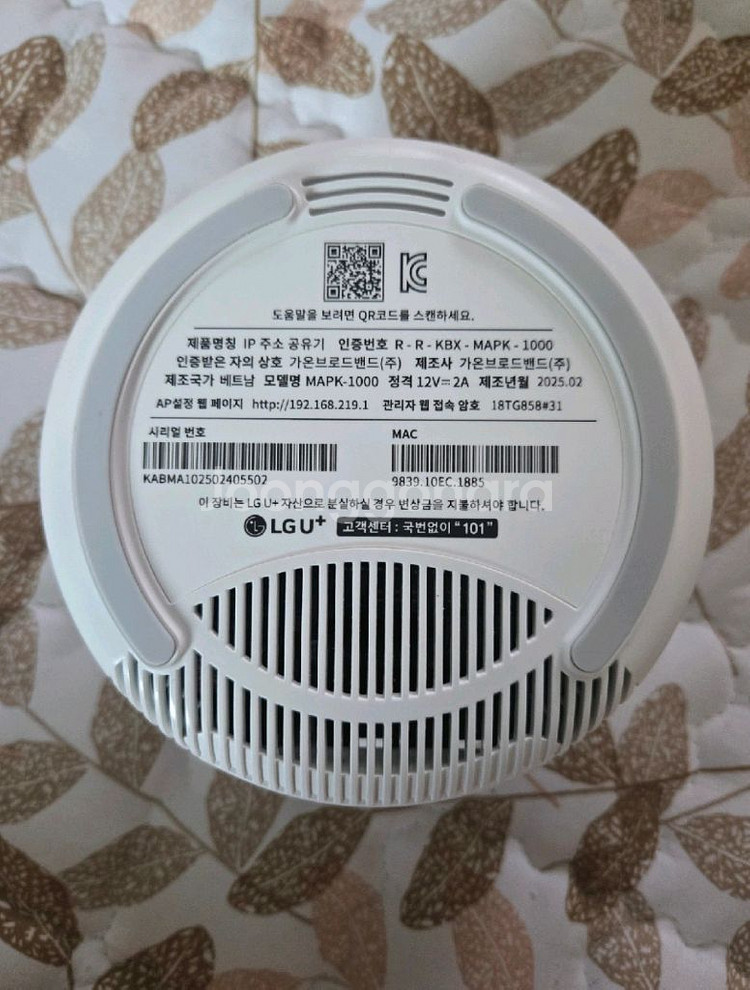 도움말을 보려면 QR코드를 스캔하세요.
제품명칭 IP 주소 공유기 인증번호 R - R - KBX - MAPK - 1000
인증받은 자의 상호 가온브로드밴드(주) 제조사 가온브로드밴드(주)
제조국가 베트남 모델명 MAPK-1000 정격 12V⎓2A 제조년월 2025.02
AP설정 웹 페이지 http://192.168.219.1 관리자 웹 접속 암호 18TG858#31
시리얼 번호 MAC
KABMA102502405502 9839.10EC.1885
이 장비는 LG U+ 자산으로 분실하실 경우 변상금을 지불하셔야 합니다.
LG U+ 고객센터 : 국번없이 “101”
joonggonara